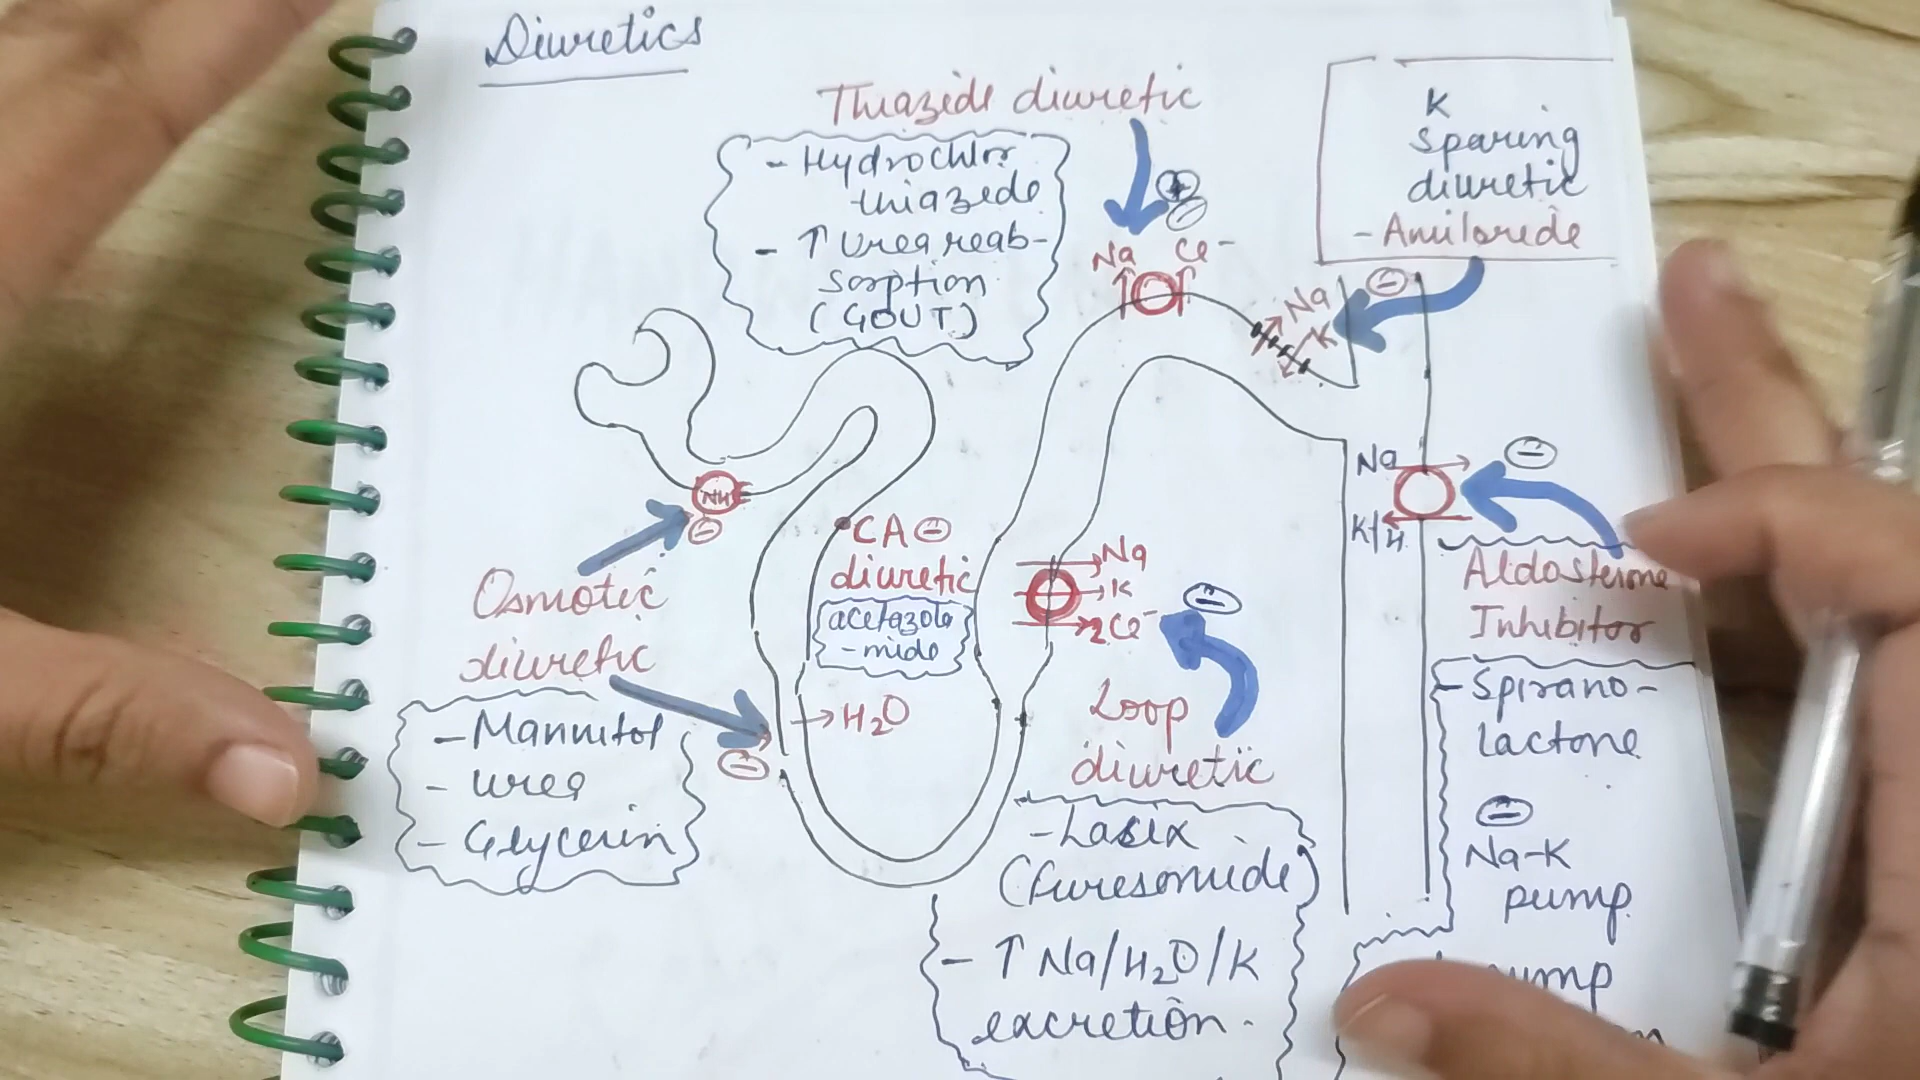 Diuretics
Thiazide diuretic
- Hydrochlor
thiazede
- ↑ Urea reab-
sorption
(GOUT)
Na Cl-
K
sparing
diuretic
- Amiloride
Na
K
Na
K/H
Aldosterone
Inhibitor
- Spirano-
lactone
Na-K
pump
CA
diuretic
acetazola
-mide
Osmotic
diuretic
- Mannitol
- Urea
- Glycerin
→ H2O
Na
K
2Cl-
Loop
diuretic
- Lasix
(furesomide)
- ↑ Na/H2O/K
excretion.